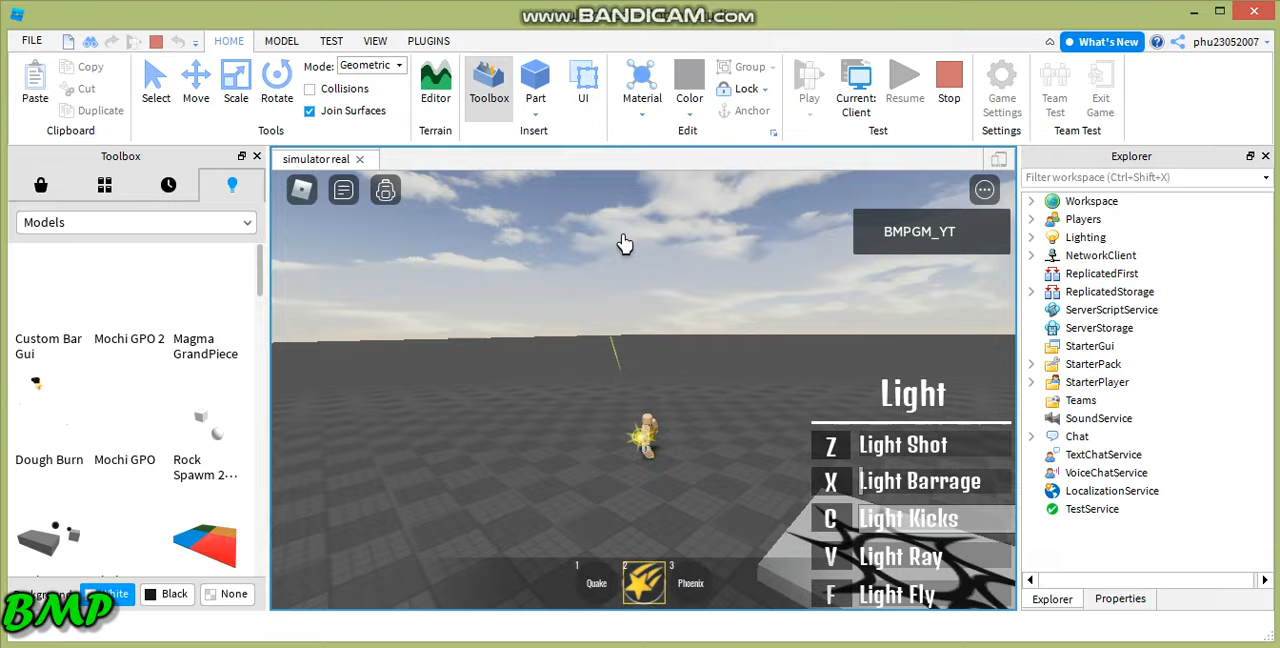 www.BANDICAM.com
FILE
HOME
MODEL
TEST
VIEW
PLUGINS
What's New
phu23052007
Paste
Copy
Cut
Duplicate
Clipboard
Select
Move
Scale
Rotate
Mode: Geometric
Collisions
Join Surfaces
Tools
Editor
Terrain
Toolbox
Part
UI
Insert
Material
Color
Group
Lock
Anchor
Edit
Play
Current:
Client
Resume
Stop
Test
Game
Settings
Settings
Team
Test
Exit
Game
Team Test
Toolbox
Models
Custom Bar
Gui
Mochi GPO 2
Magma
GrandPiece
Dough Burn
Mochi GPO
Rock
Spawm 2...
White
Black
None
BMP
simulator real
BMPGM_YT
Light
Z Light Shot
X Light Barrage
C Light Kicks
V Light Ray
F Light Fly
1 Quake
2
3 Phoenix
Explorer
Filter workspace (Ctrl+Shift+X)
Workspace
Players
Lighting
NetworkClient
ReplicatedFirst
ReplicatedStorage
ServerScriptService
ServerStorage
StarterGui
StarterPack
StarterPlayer
Teams
SoundService
Chat
TextChatService
VoiceChatService
LocalizationService
TestService
Explorer
Properties